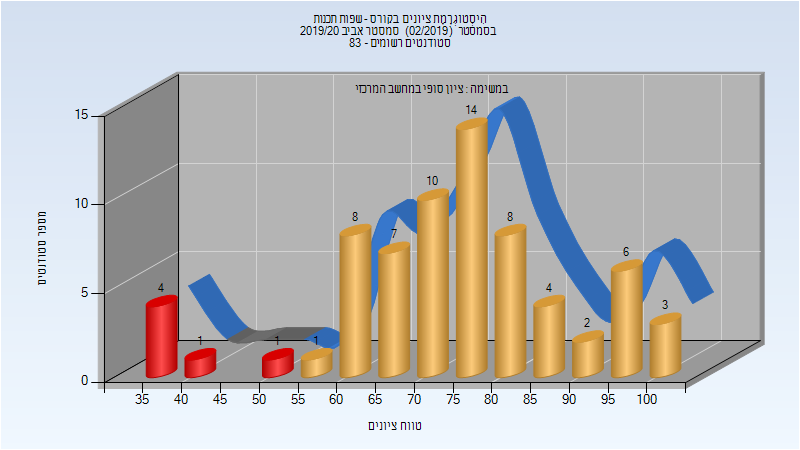 היסטוגרמת ציונים בקורס - שפות תכנות
בסמסטר (02/2019) סמסטר אביב 2019/20
סטודנטים רשומים - 83
במשימה : ציון סופי במחשב המרכזי
מספר סטודנטים
15
10
5
0
4
1
1
1
8
7
10
14
8
4
2
6
3
35 40 45 50 55 60 65 70 75 80 85 90 95 100
טווח ציונים